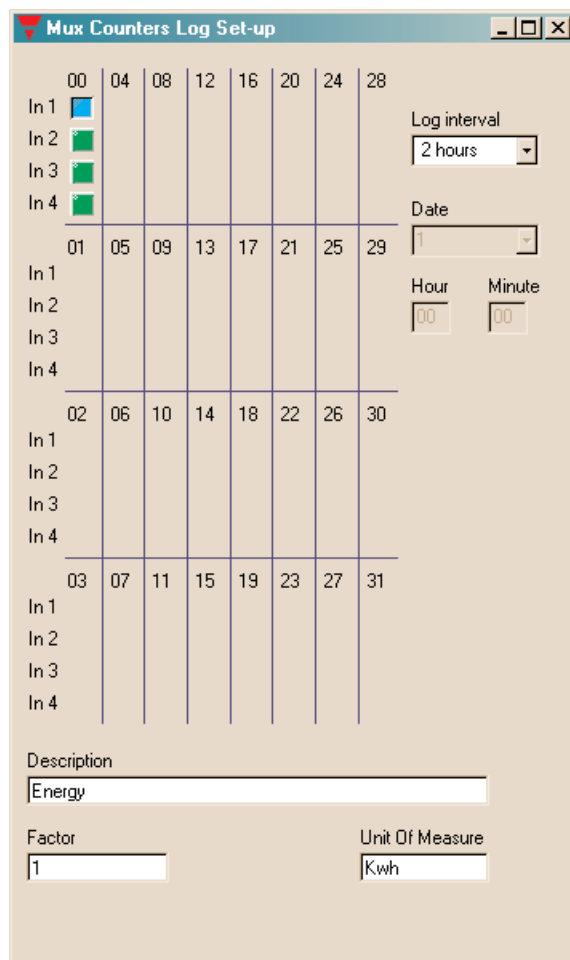 Mux Counters Log Set-up
00 04 08 12 16 20 24 28
In 1
In 2
In 3
In 4
01 05 09 13 17 21 25 29
In 1
In 2
In 3
In 4
02 06 10 14 18 22 26 30
In 1
In 2
In 3
In 4
03 07 11 15 19 23 27 31
In 1
In 2
In 3
In 4
Log interval
2 hours
Date
1
Hour Minute
00 00
Description
Energy
Factor Unit Of Measure
1 Kwh